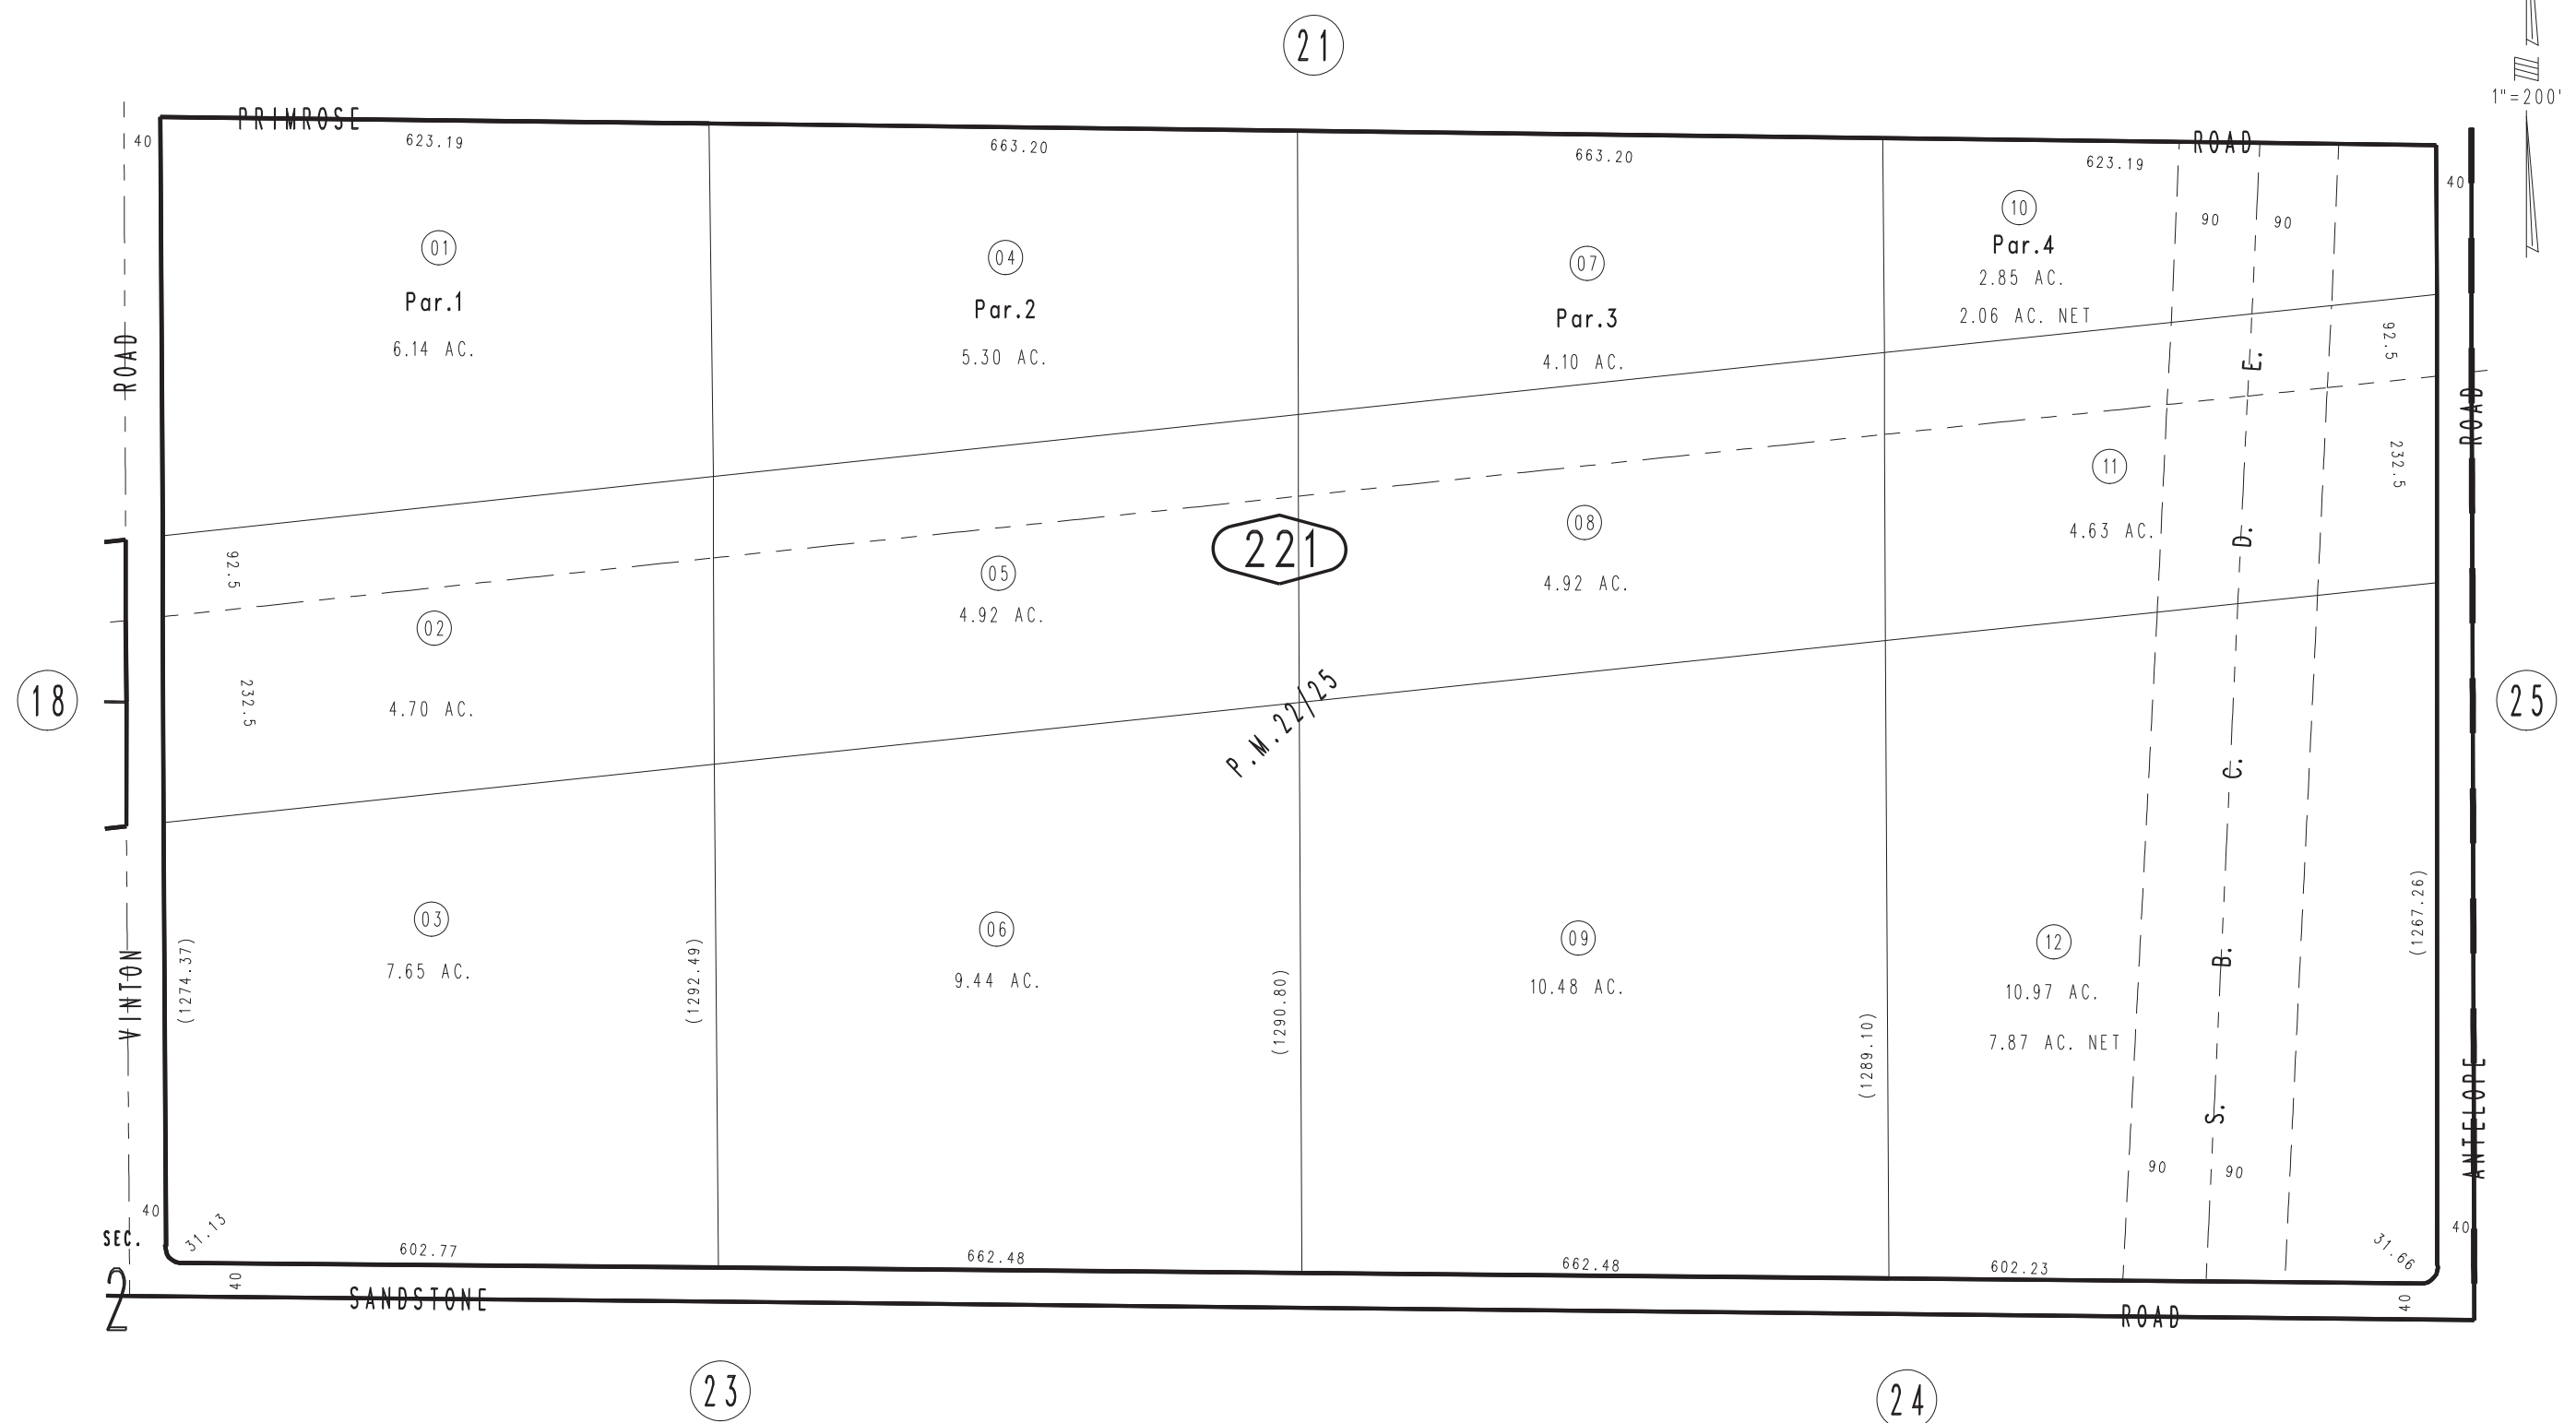 21
1"=200'
PRIMROSE
ROAD
40
623.19
663.20
663.20
623.19
40
01
Par.1
6.14 AC.
04
Par.2
5.30 AC.
07
Par.3
4.10 AC.
10
Par.4
2.85 AC.
2.06 AC. NET
90
90
ROAD
92.5
232.5
02
4.70 AC.
05
4.92 AC.
221
08
4.92 AC.
11
4.63 AC.
92.5
232.5
ROAD
E.
D.
C.
B.
S.
18
25
P.M.22/25
03
7.65 AC.
06
9.44 AC.
09
10.48 AC.
12
10.97 AC.
7.87 AC. NET
VINTON
(1274.37)
(1292.49)
(1290.80)
(1289.10)
(1267.26)
ANTELOPE
90
90
40
31.13
602.77
662.48
662.48
602.23
31.66
40
SEC.
2
40
SANDSTONE
ROAD
40
23
24